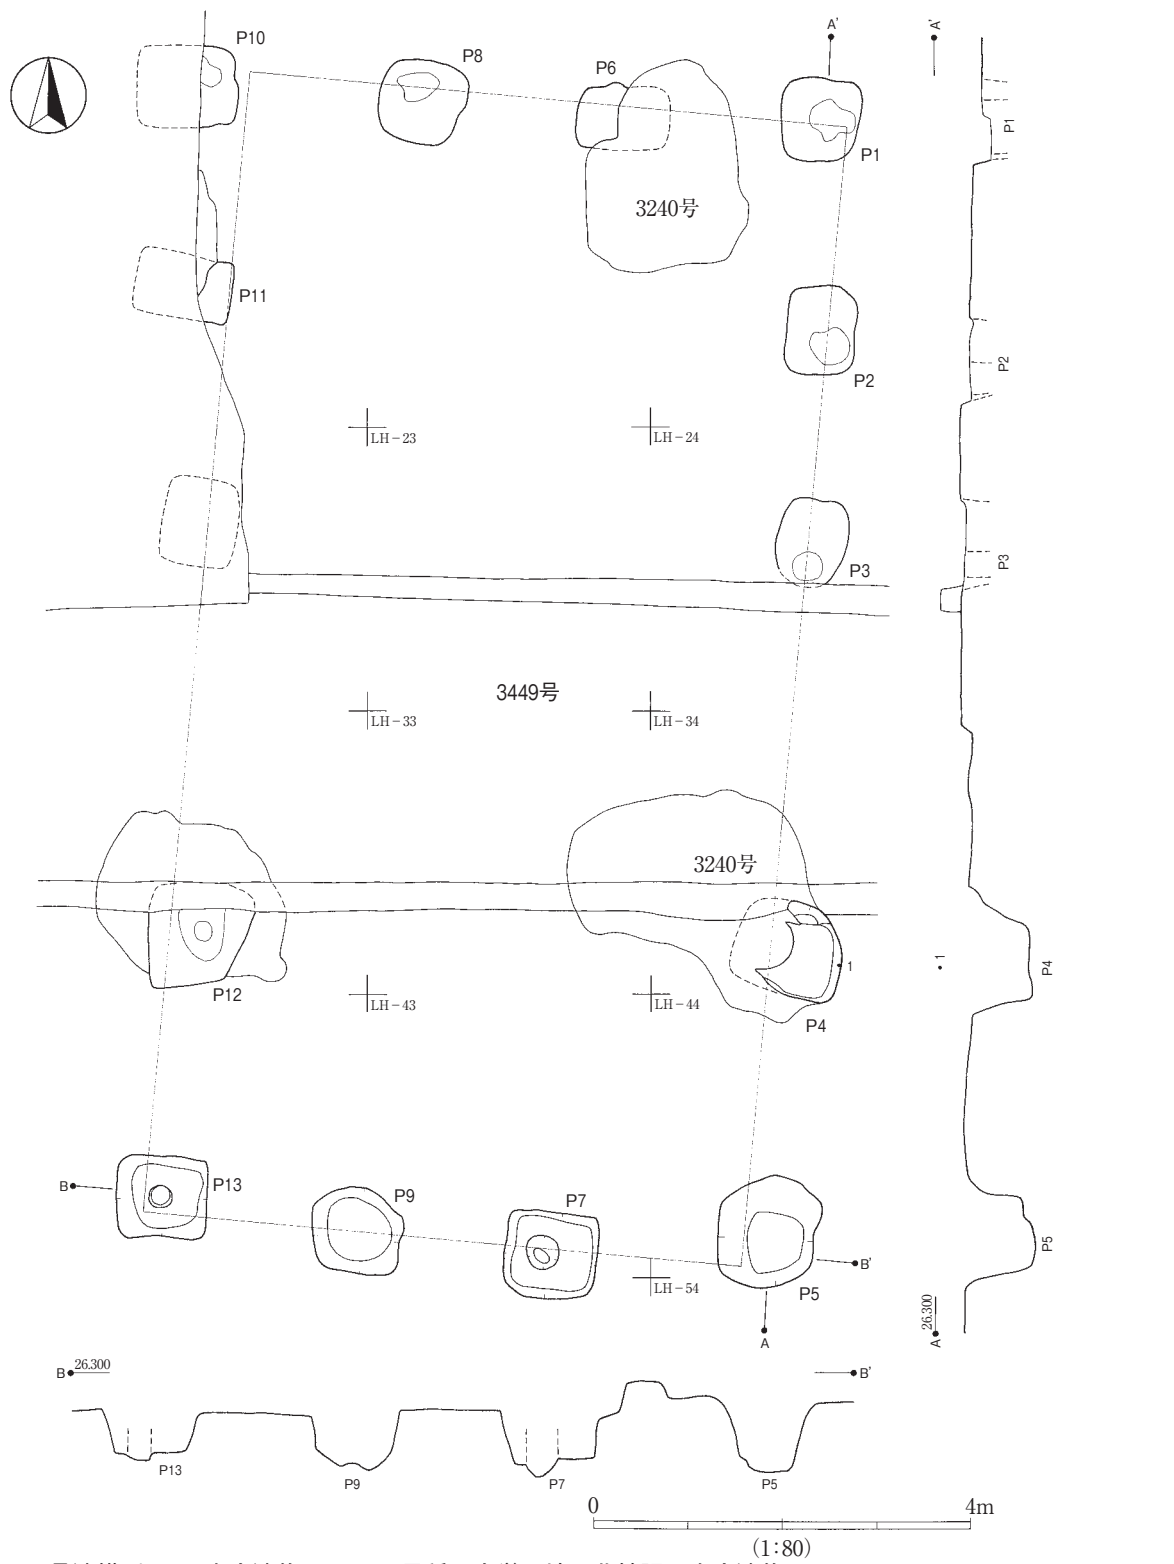 A'
A'
P10
P8
P6
P1
P1
3240号
P11
P2
P2
LH－23
LH－24
P3
P3
3449号
LH－33
LH－34
3240号
1
1
P4
P12
LH－43
LH－44
P4
B
P13
P9
P7
B'
P5
LH－54
P5
A
26.300
A
B
26.300
B'
P13
P9
P7
P5
0
4m
(1:80)